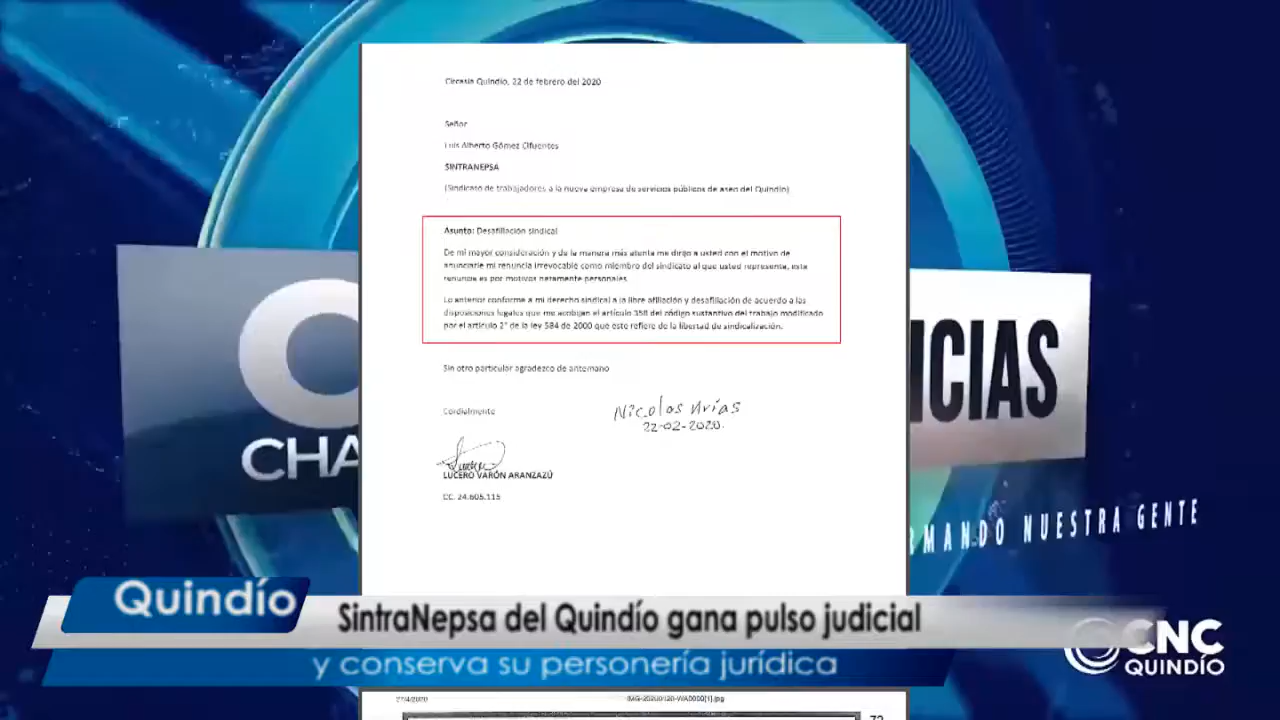 Circasia Quindío, 22 de febrero del 2020
Señor
Luis Alberto Gómez Cifuentes
SINTRANEPSA
(Sindicato de trabajadores a la nueva empresa de servicios públicos de aseo del Quindío)
Asunto: Desafiliación sindical
De mi mayor consideración y de la manera más atenta me dirijo a usted con el motivo de
anunciarle mi renuncia irrevocable como miembro del sindicato al que usted representa, esta
renuncia es por motivos netamente personales.
Lo anterior conforme a mi derecho sindical a la libre afiliación y desafiliación de acuerdo a las
disposiciones legales que me acobijan el artículo 358 del código sustantivo del trabajo modificado
por el artículo 2° de la ley 584 de 2000 que este refiere de la libertad de sindicalización.
Sin otro particular agradezco de antemano
Cordialmente
Nicolas Arias
22-02-2020.
LUCERO VARÓN ARANZAZÚ
CC. 24.605.115
CHA
ICIAS
RMANDO NUESTRA GENTE
Quindío
SintraNepsa del Quindío gana pulso judicial
y conserva su personería jurídica
CNC
QUINDÍO
72